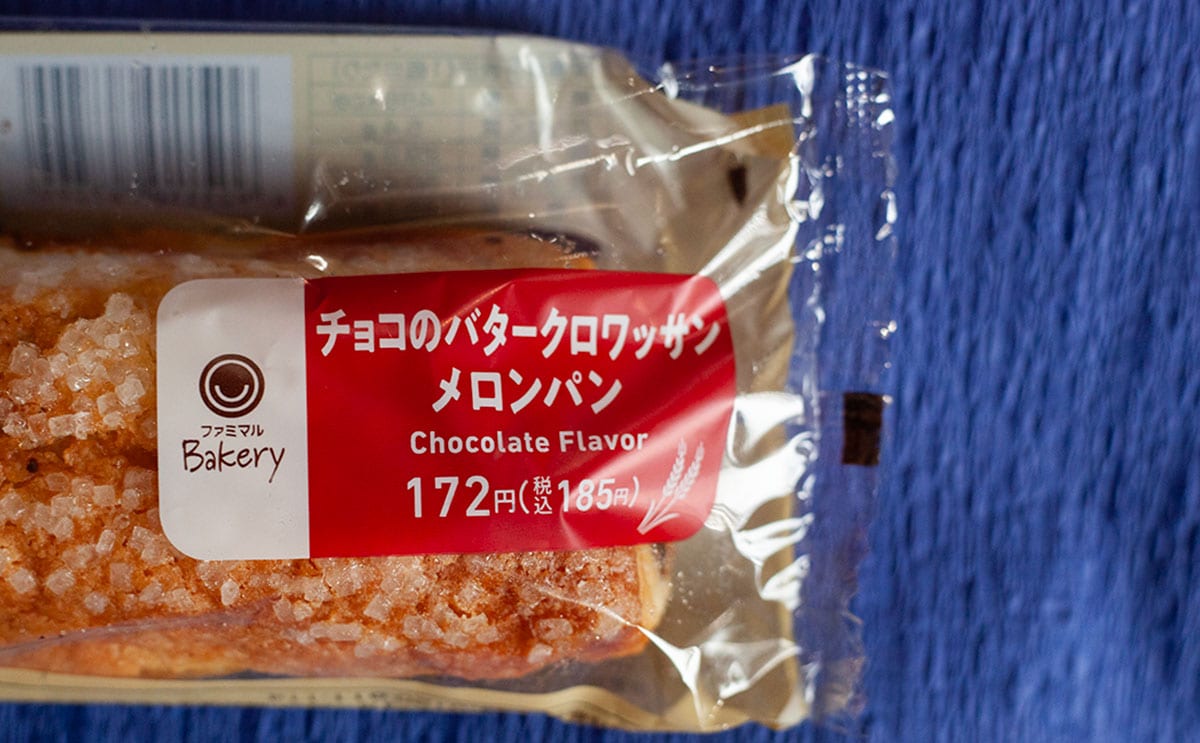 チョコのバタークロワッサン
メロンパン
Chocolate Flavor
172円(税込185円)
ファミマル
Bakery